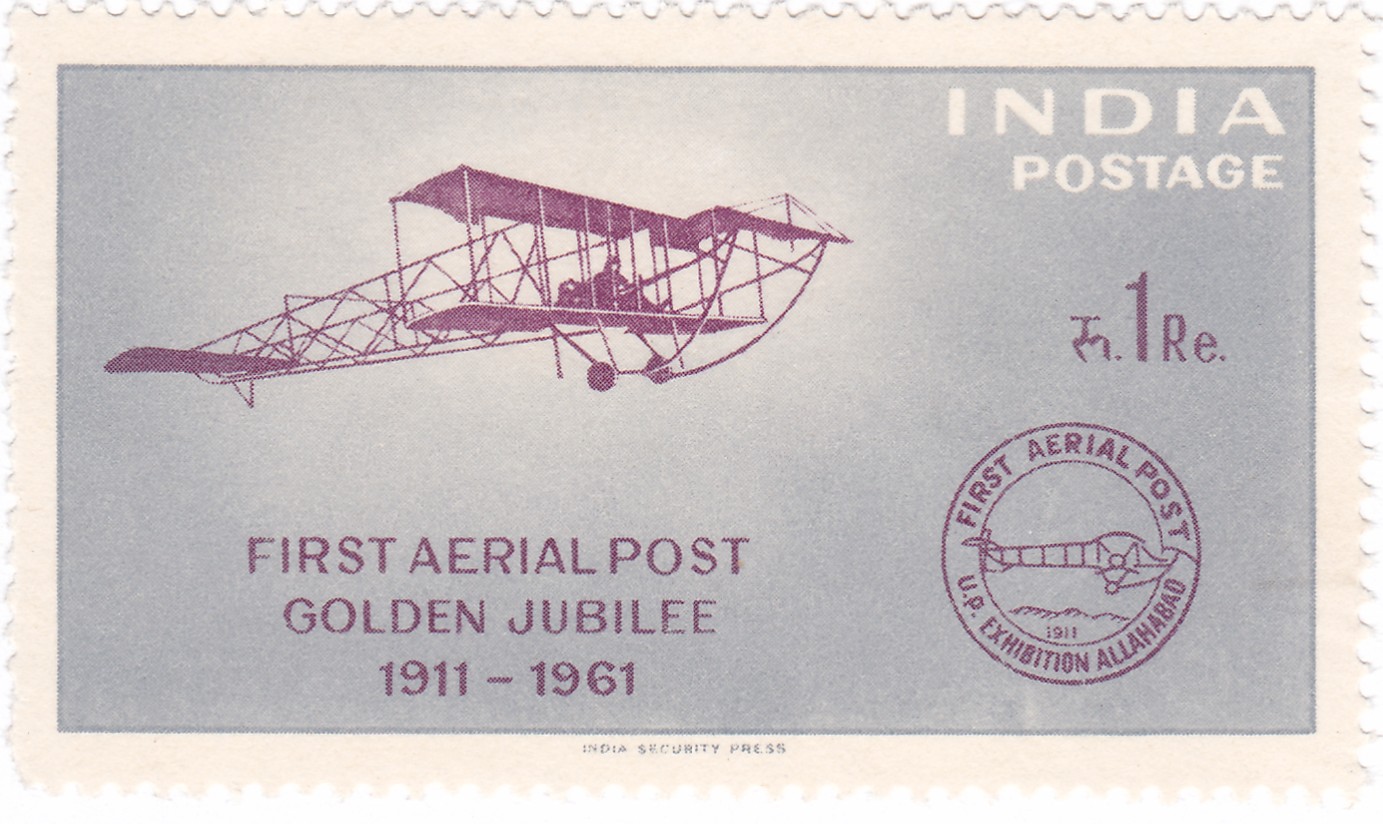 INDIA
POSTAGE
रु.1Re.
FIRST AERIAL POST
U.P. EXHIBITION ALLAHABAD
1911
FIRST AERIAL POST
GOLDEN JUBILEE
1911 – 1961
INDIA SECURITY PRESS